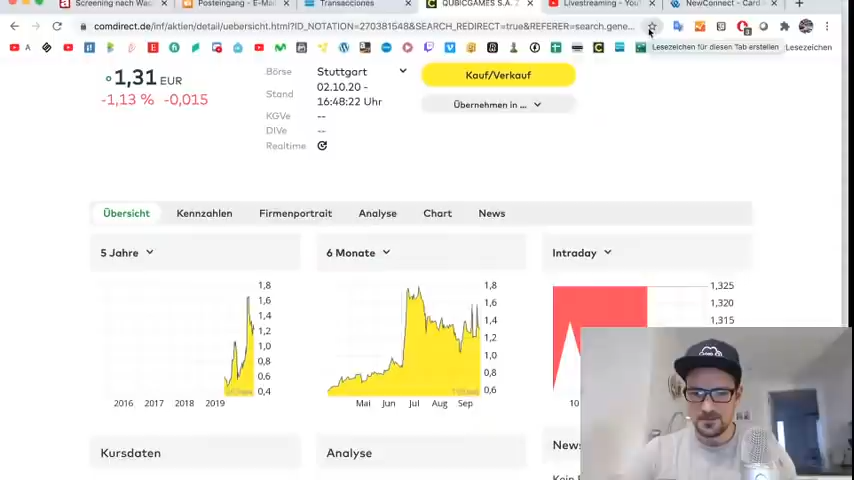 Screening nach Wac
Posteingang - E-Mail
Transacciones
QUBICGAMES S.A. Z
Livestreaming - YouT
NewConnect - Card
comdirect.de/inf/aktien/detail/uebersicht.html?ID_NOTATION=270381548&SEARCH_REDIRECT=true&REFERER=search.gene...
Lesezeichen für diesen Tab erstellen
Lesezeichen
1,31 EUR
-1,13 % -0,015
Börse Stuttgart
Stand 02.10.20 -
16:48:22 Uhr
KGVe --
DIVe --
Realtime
Kauf/Verkauf
Übernehmen in ...
Übersicht Kennzahlen Firmenportrait Analyse Chart News
5 Jahre
1,8
1,6
1,4
1,2
1,0
0,8
0,6
0,4
2016 2017 2018 2019
6 Monate
1,8
1,6
1,4
1,2
1,0
0,8
0,6
Mai Jun Jul Aug Sep
Intraday
1,325
1,320
1,315
10
Kursdaten
Analyse
News